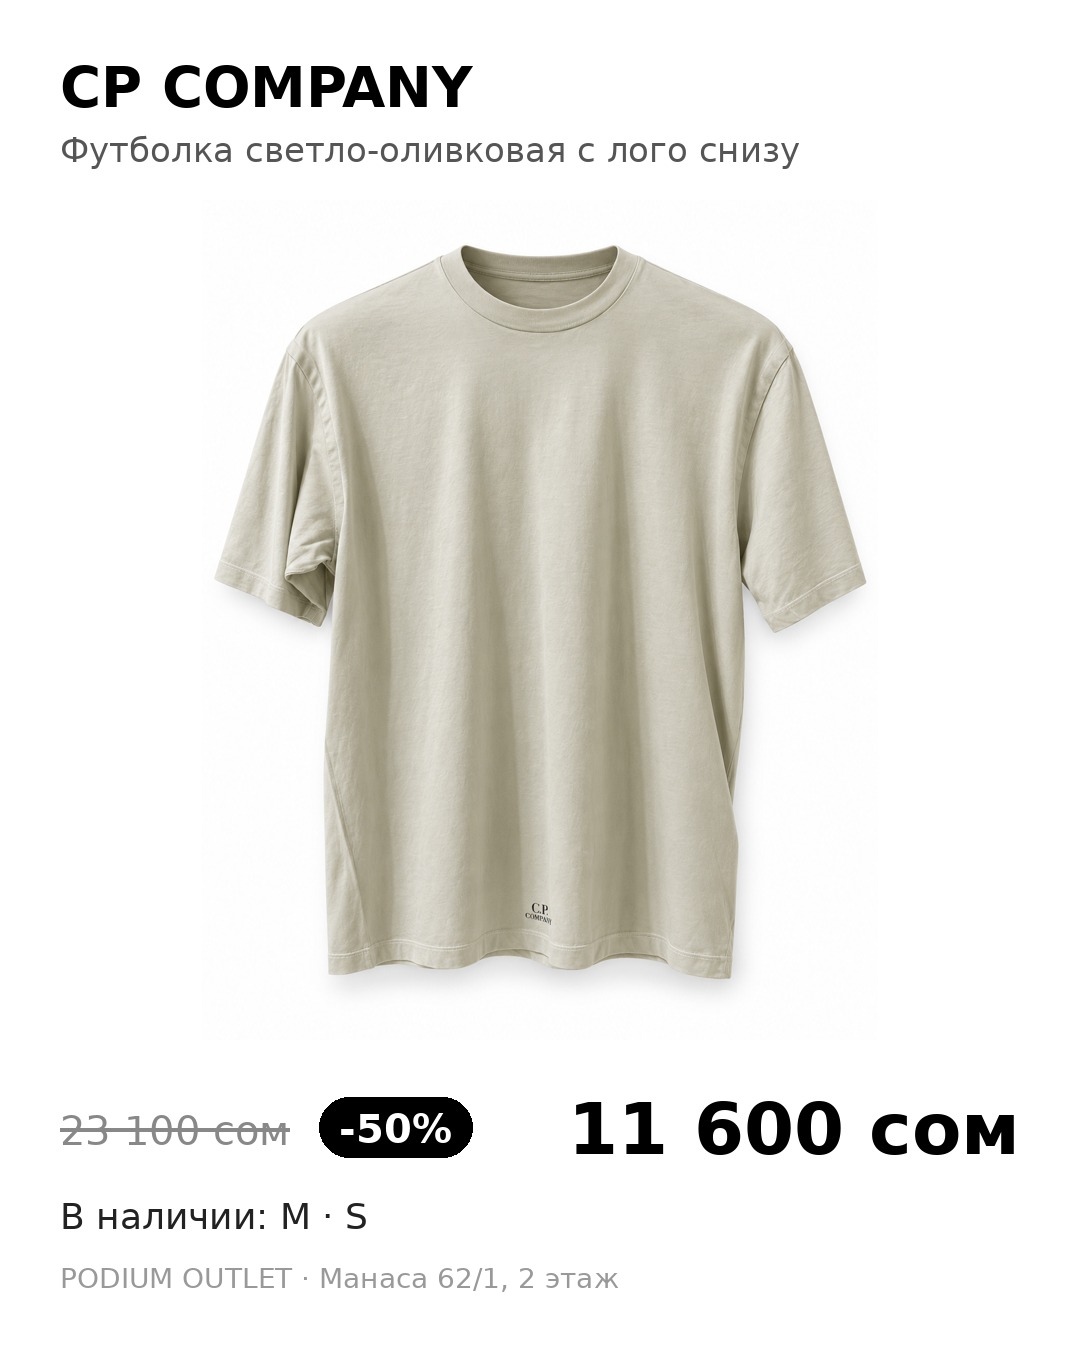 CP COMPANY
Футболка светло-оливковая с лого снизу
C.P.
COMPANY
23 100 сом -50% 11 600 сом
В наличии: M · S
PODIUM OUTLET · Манаса 62/1, 2 этаж